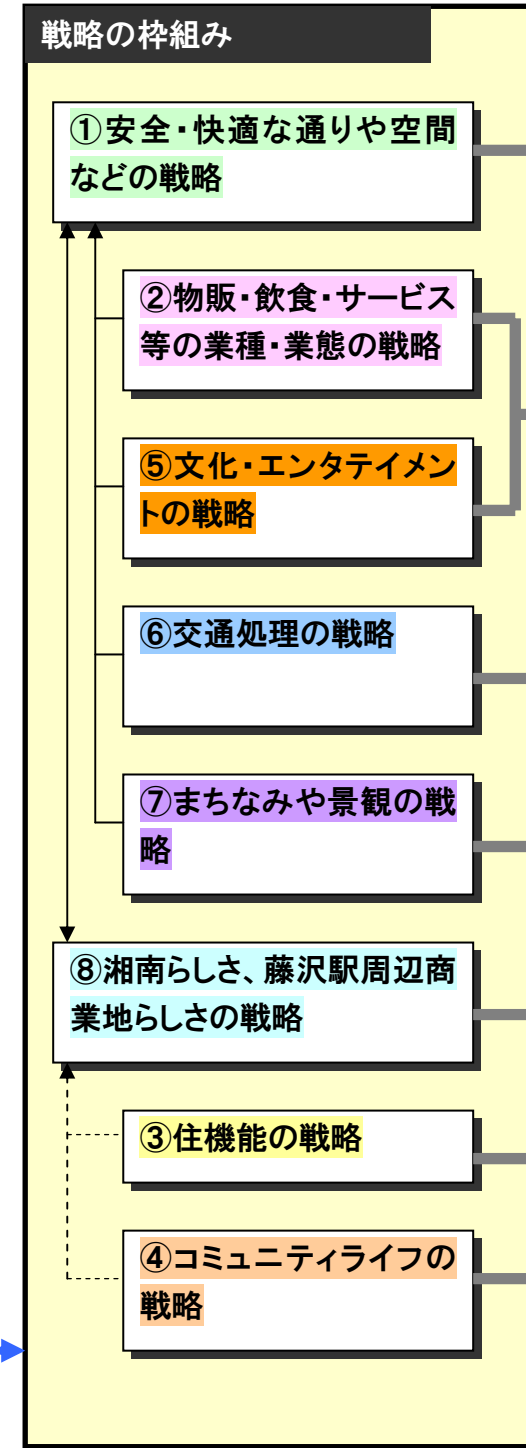 戦略の枠組み
①安全・快適な通りや空間
などの戦略
②物販・飲食・サービス
等の業種・業態の戦略
⑤文化・エンタテイメン
トの戦略
⑥交通処理の戦略
⑦まちなみや景観の戦
略
⑧湘南らしさ、藤沢駅周辺商
業地らしさの戦略
③住機能の戦略
④コミュニティライフの
戦略